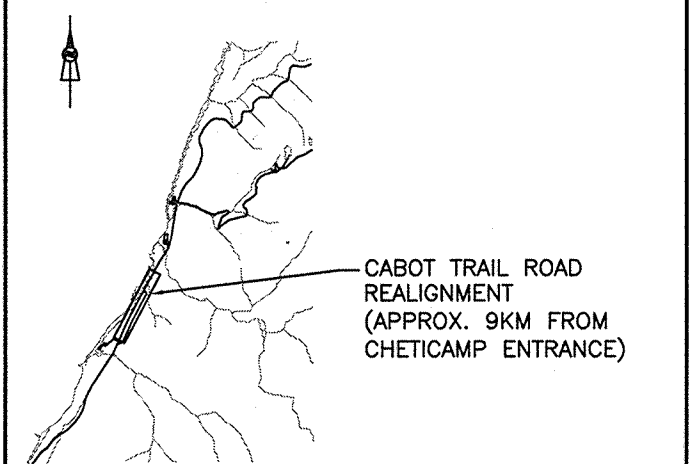 CABOT TRAIL ROAD
REALIGNMENT
(APPROX. 9KM FROM
CHETICAMP ENTRANCE)